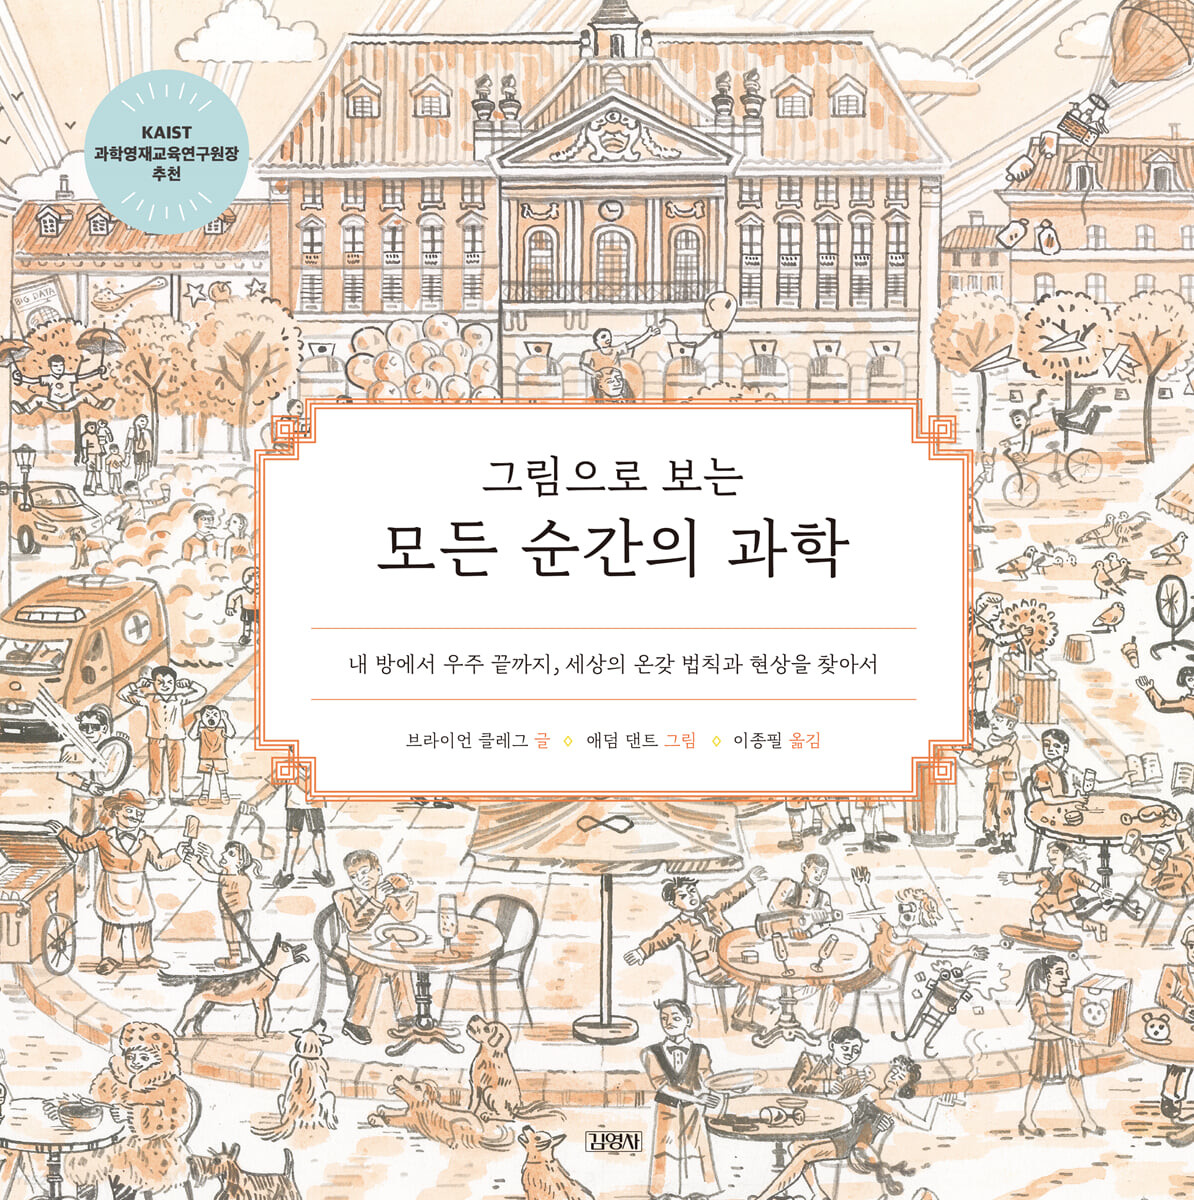 KAIST
과학영재교육연구원장
추천
BIG DATA
그림으로 보는
모든 순간의 과학
내 방에서 우주 끝까지, 세상의 온갖 법칙과 현상을 찾아서
브라이언 클레그 글 ◇ 애덤 댄트 그림 ◇ 이종필 옮김
김영사